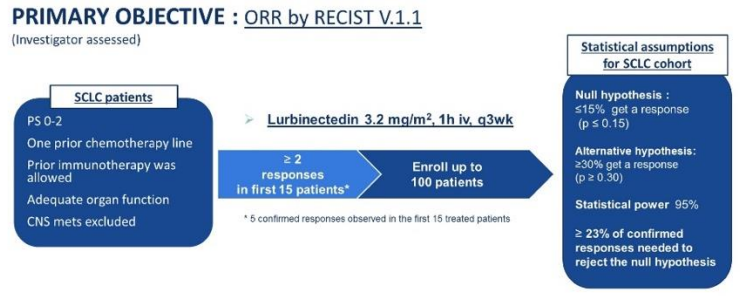 PRIMARY OBJECTIVE : ORR by RECIST V.1.1
(Investigator assessed)
SCLC patients
PS 0-2
One prior chemotherapy line
Prior immunotherapy was
allowed
Adequate organ function
CNS mets excluded
➢ Lurbinectedin 3.2 mg/m², 1h iv, q3wk
≥ 2
responses
in first 15 patients*
Enroll up to
100 patients
* 5 confirmed responses observed in the first 15 treated patients
Statistical assumptions
for SCLC cohort
Null hypothesis :
≤15% get a response
(p ≤ 0.15)
Alternative hypothesis:
≥30% get a response
(p ≥ 0.30)
Statistical power 95%
≥ 23% of confirmed
responses needed to
reject the null hypothesis